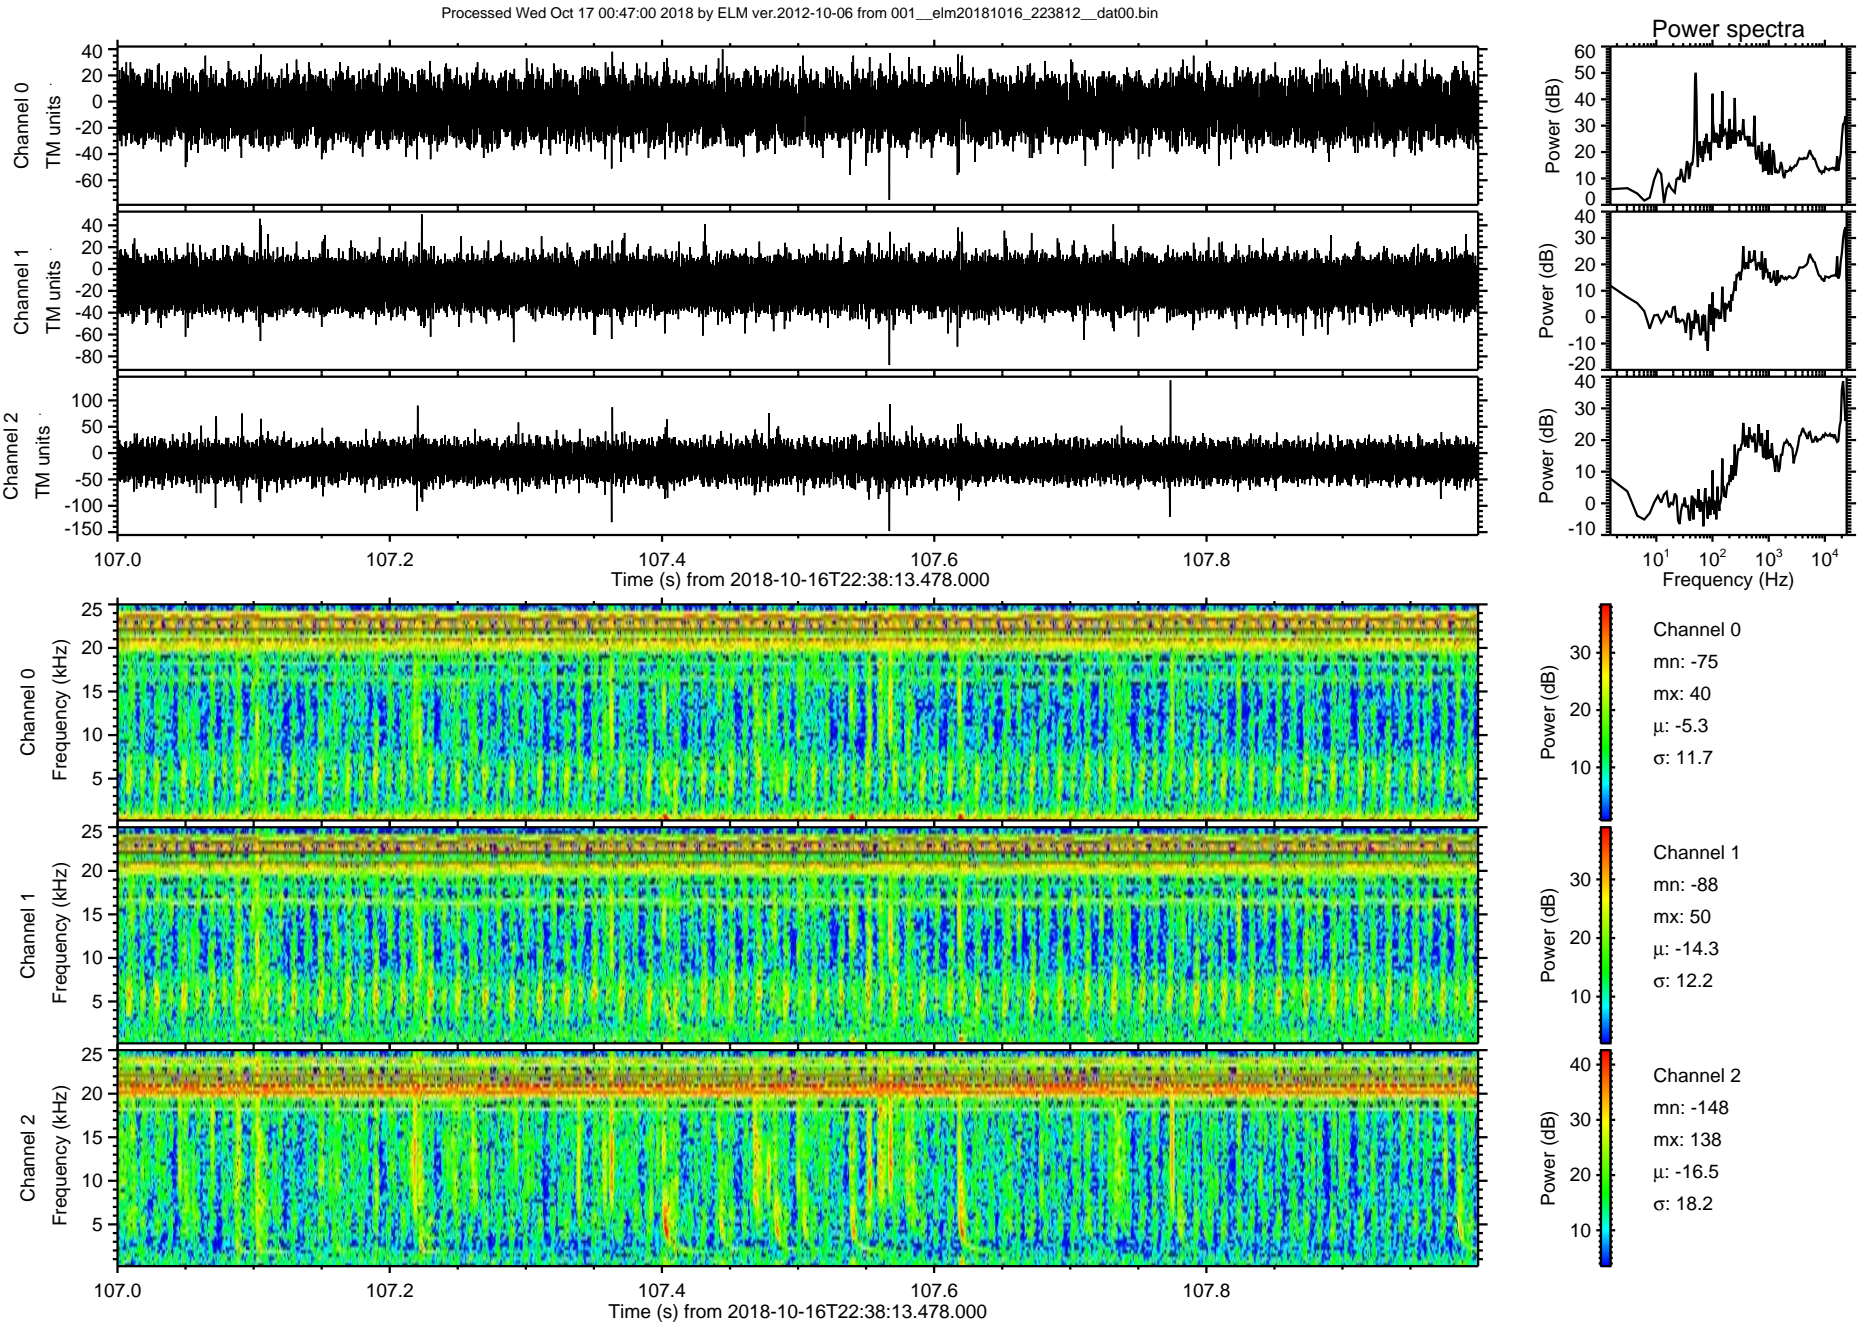 Processed Wed Oct 17 00:47:00 2018 by ELM ver.2012-10-06 from 001__elm20181016_223812__dat00.bin
Power spectra
Channel 0
TM units
40
20
0
-20
-40
-60
Power (dB)
60
50
40
30
20
10
0
Channel 1
TM units
40
20
0
-20
-40
-60
-80
Power (dB)
40
30
20
10
0
-10
-20
Channel 2
TM units
100
50
0
-50
-100
-150
Power (dB)
40
30
20
10
0
-10
107.0 107.2 107.4 107.6 107.8
Time (s) from 2018-10-16T22:38:13.478.000
10^1 10^2 10^3 10^4
Frequency (Hz)
Channel 0
Frequency (kHz)
25
20
15
10
5
Power (dB)
30
20
10
Channel 0
mn: -75
mx: 40
μ: -5.3
σ: 11.7
Channel 1
Frequency (kHz)
25
20
15
10
5
Power (dB)
30
20
10
Channel 1
mn: -88
mx: 50
μ: -14.3
σ: 12.2
Channel 2
Frequency (kHz)
25
20
15
10
5
Power (dB)
40
30
20
10
Channel 2
mn: -148
mx: 138
μ: -16.5
σ: 18.2
107.0 107.2 107.4 107.6 107.8
Time (s) from 2018-10-16T22:38:13.478.000